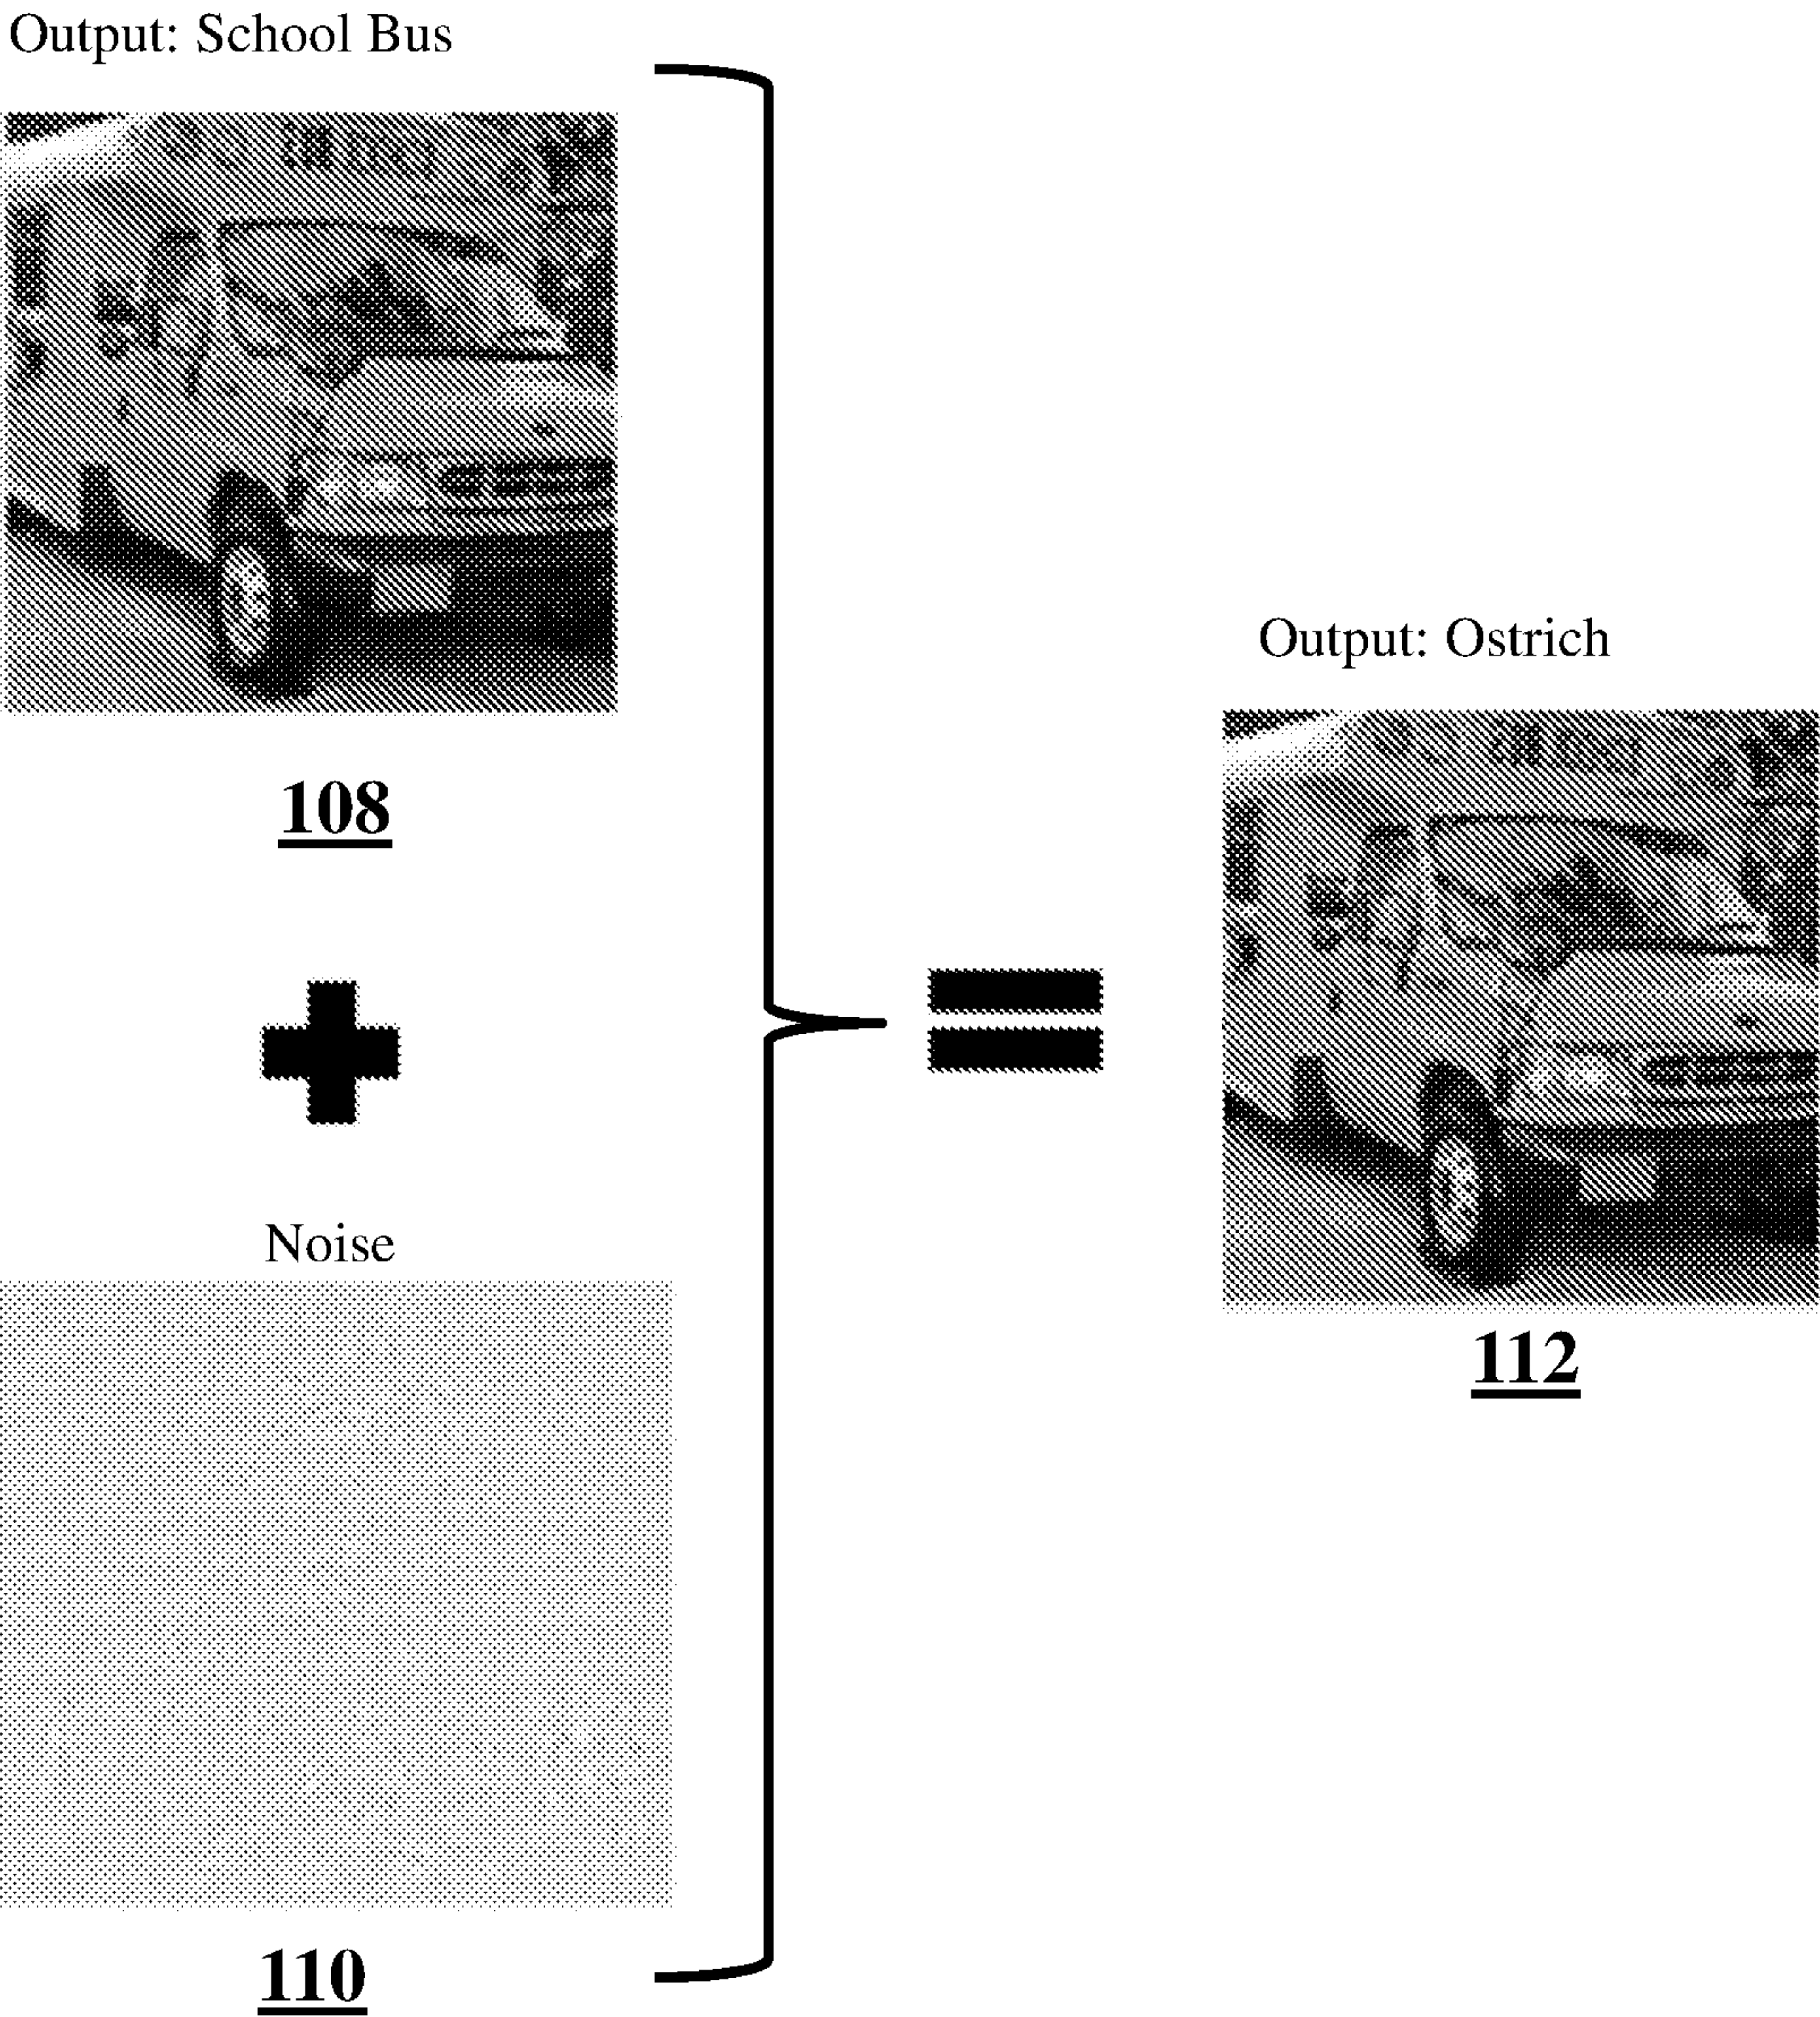 Output: School Bus
108
Noise
110
Output: Ostrich
112